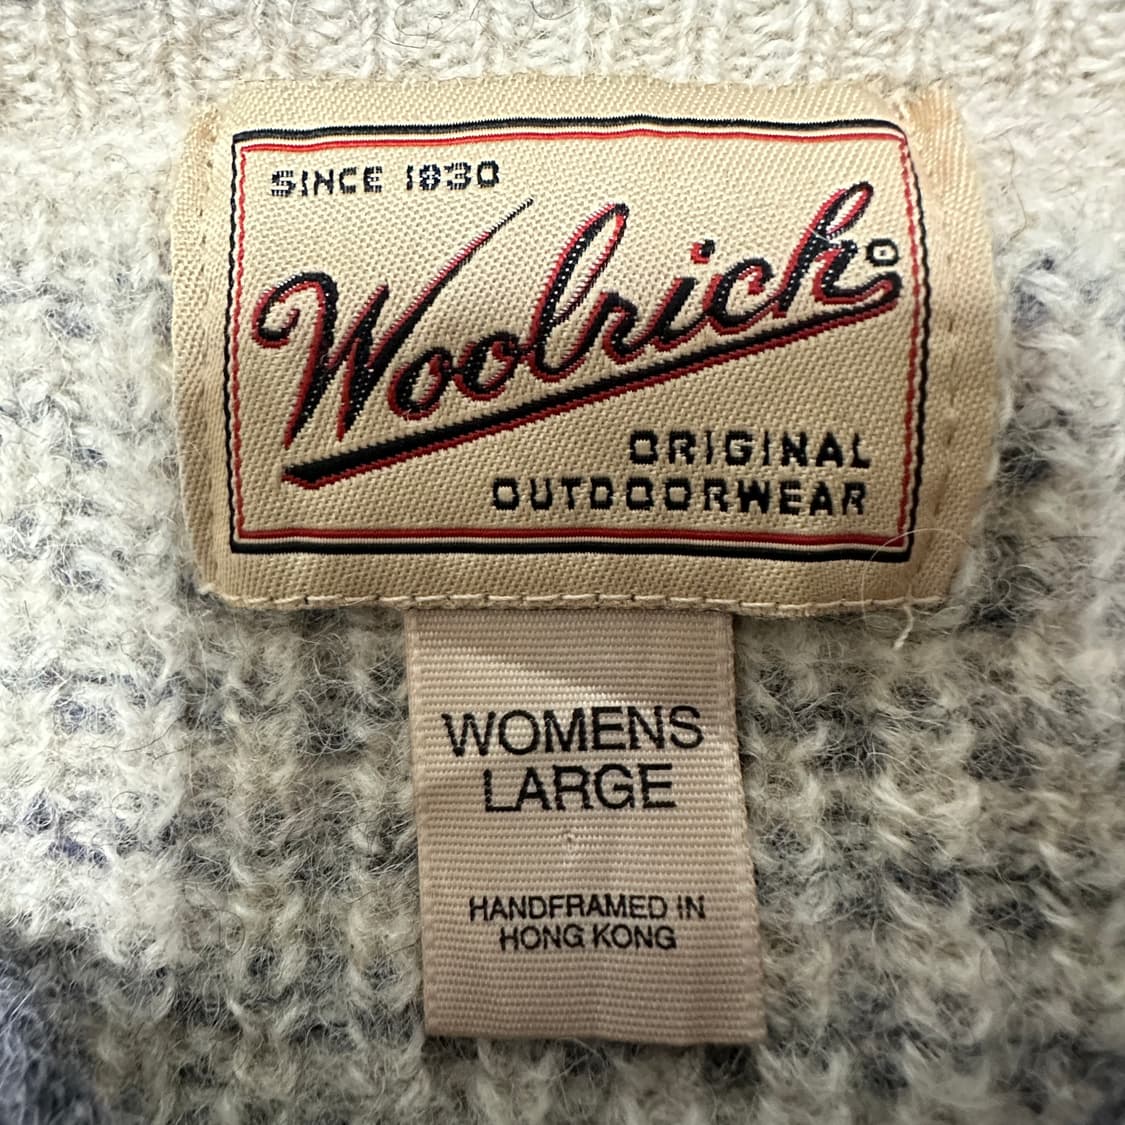 SINCE 1830
Woolrich®
ORIGINAL
OUTDOORWEAR
WOMENS
LARGE
HANDFRAMED IN
HONG KONG